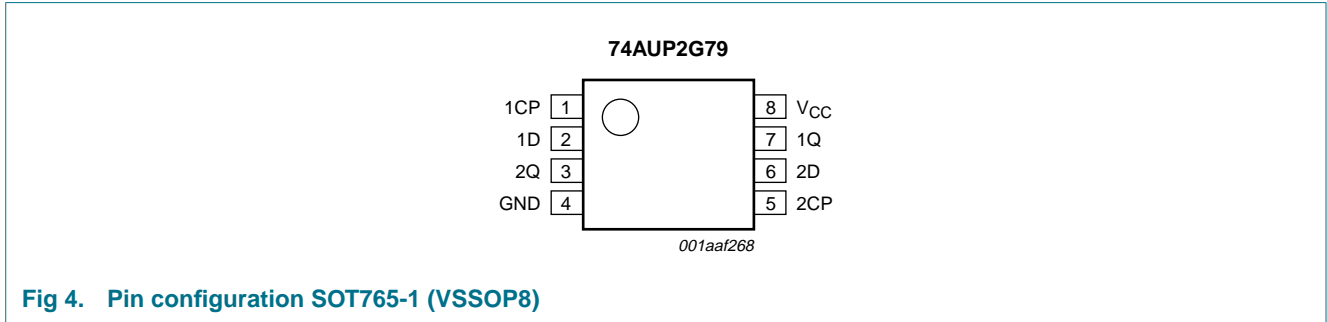 74AUP2G79
1CP 1 8 VCC
1D 2 7 1Q
2Q 3 6 2D
GND 4 5 2CP
001aaf268
Fig 4. Pin configuration SOT765-1 (VSSOP8)